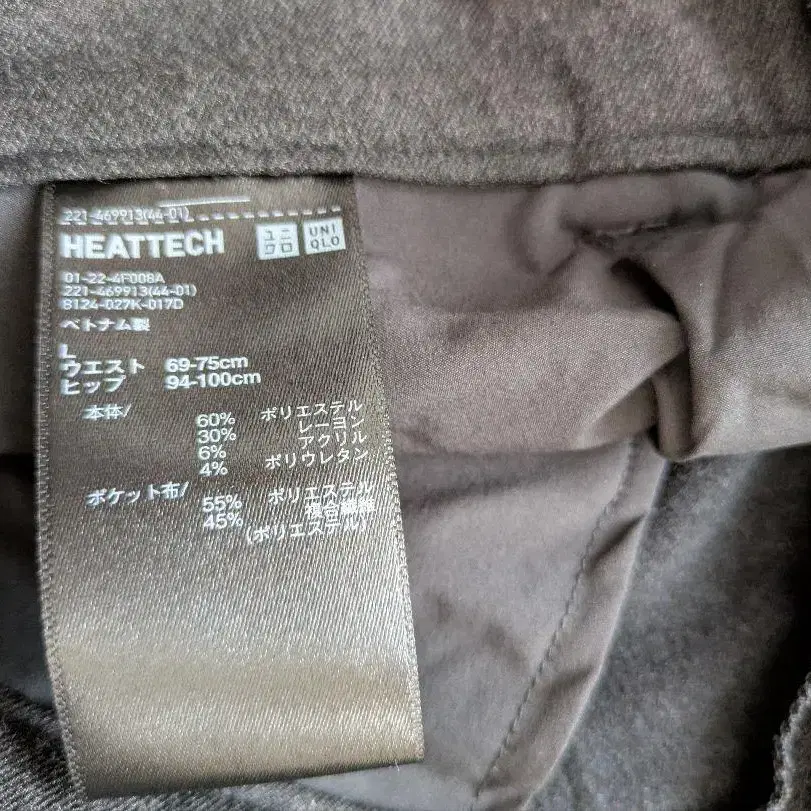 221-469913(44-01)
HEATTECH ユニクロ UNIQLO
01-22-4F008A
221-469913(44-01)
8124-027K-017D
ベトナム製
L
ウエスト 69-75cm
ヒップ 94-100cm
本体/ 60% ポリエステル
30% レーヨン
6% アクリル
4% ポリウレタン
ポケット布/ 55% ポリエステル
45% 複合繊維
(ポリエステル)